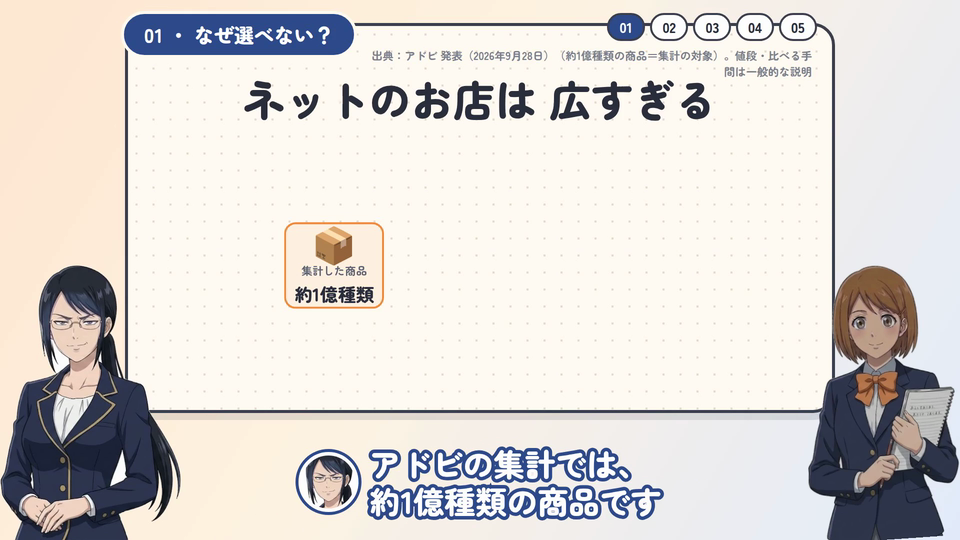 01 ・ なぜ選べない？
01 02 03 04 05
出典：アドビ 発表（2026年9月28日）（約1億種類の商品＝集計の対象）。値段・比べる手
間は一般的な説明
ネットのお店は 広すぎる
集計した商品
約1億種類
アドビの集計では、
約1億種類の商品です